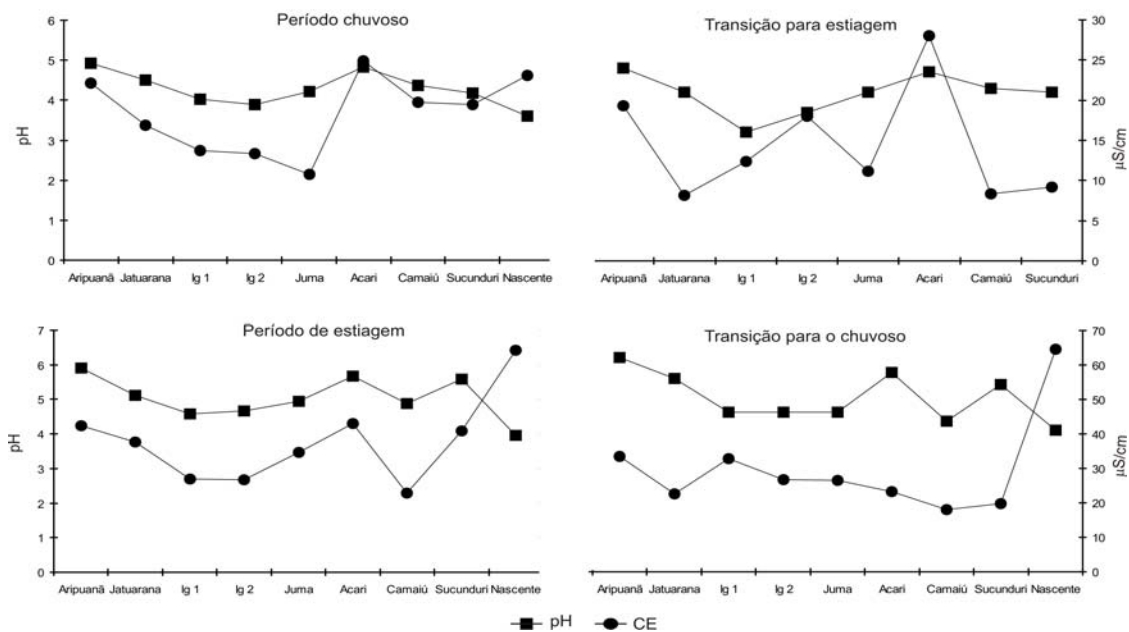 Período chuvoso
6
5
4
3
2
1
0
pH
Aripuanã Jatuarana Ig 1 Ig 2 Juma Acari Camaiú Sucunduri Nascente
Transição para estiagem
30
25
20
15
10
5
0
µS/cm
Aripuanã Jatuarana Ig 1 Ig 2 Juma Acari Camaiú Sucunduri
Período de estiagem
7
6
5
4
3
2
1
0
pH
Aripuanã Jatuarana Ig 1 Ig 2 Juma Acari Camaiú Sucunduri Nascente
Transição para o chuvoso
70
60
50
40
30
20
10
0
µS/cm
Aripuanã Jatuarana Ig 1 Ig 2 Juma Acari Camaiú Sucunduri Nascente
pH CE